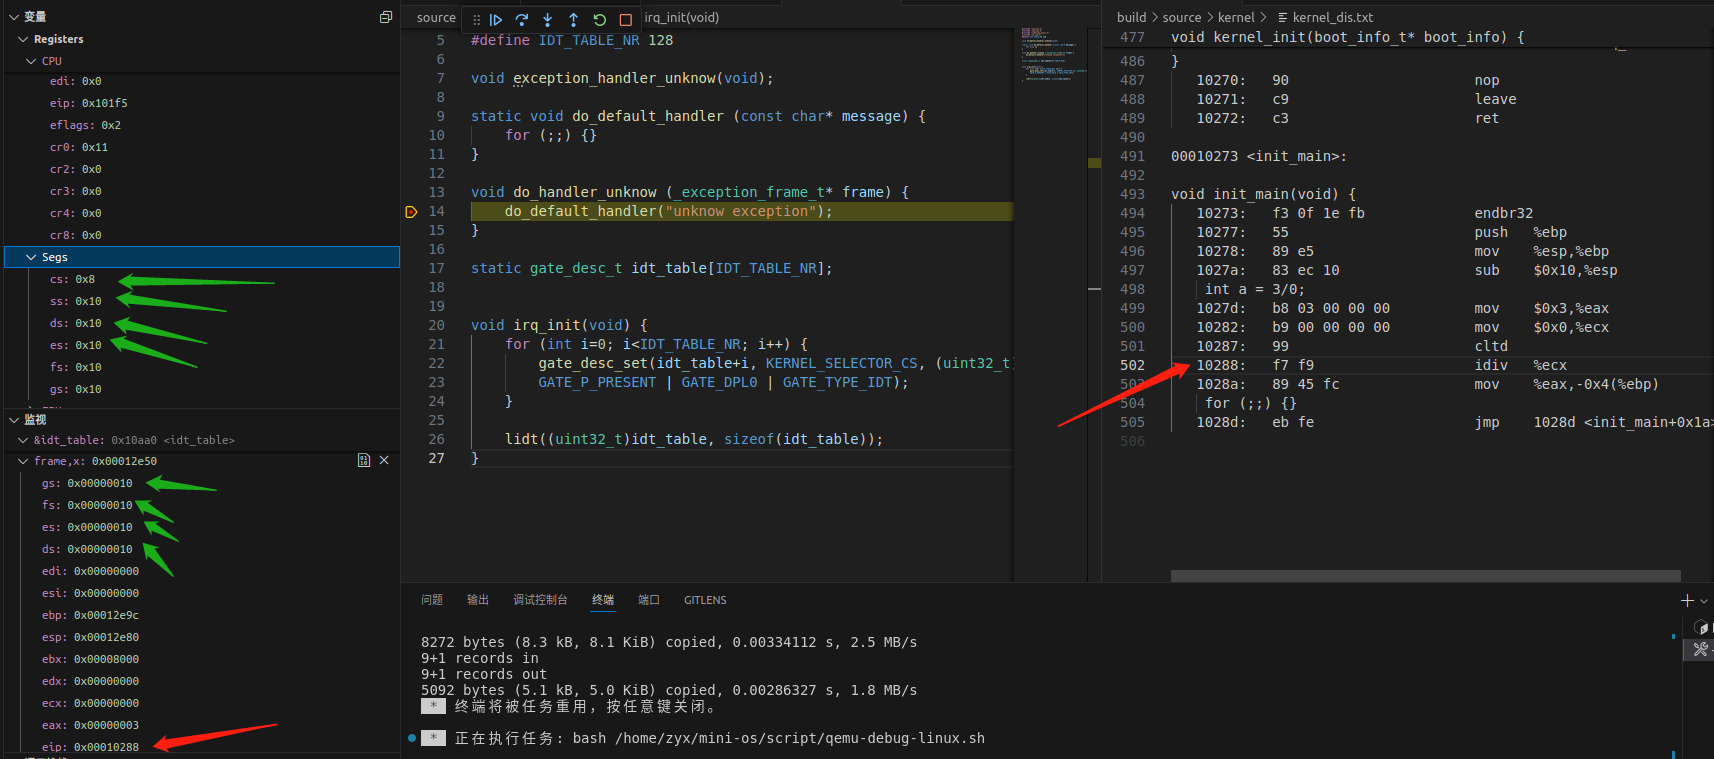 变量
Registers
CPU
edi: 0x0
eip: 0x101f5
eflags: 0x2
cr0: 0x11
cr2: 0x0
cr3: 0x0
cr4: 0x0
cr8: 0x0
Segs
cs: 0x8
ss: 0x10
ds: 0x10
es: 0x10
fs: 0x10
gs: 0x10
监视
&idt_table: 0x10aa0 <idt_table>
frame,x: 0x00012e50
gs: 0x00000010
fs: 0x00000010
es: 0x00000010
ds: 0x00000010
edi: 0x00000000
esi: 0x00000000
ebp: 0x00012e9c
esp: 0x00012e80
ebx: 0x00008000
edx: 0x00000000
ecx: 0x00000000
eax: 0x00000003
eip: 0x00010288
source irq_init(void)
5 #define IDT_TABLE_NR 128
6
7 void exception_handler_unknow(void);
8
9 static void do_default_handler (const char* message) {
10 for (;;) {}
11 }
12
13 void do_handler_unknow (_exception_frame_t* frame) {
14 do_default_handler("unknow exception");
15 }
16
17 static gate_desc_t idt_table[IDT_TABLE_NR];
18
19
20 void irq_init(void) {
21 for (int i=0; i<IDT_TABLE_NR; i++) {
22 gate_desc_set(idt_table+i, KERNEL_SELECTOR_CS, (uint32_t)
23 GATE_P_PRESENT | GATE_DPL0 | GATE_TYPE_IDT);
24 }
25
26 lidt((uint32_t)idt_table, sizeof(idt_table));
27 }
build > source > kernel > kernel_dis.txt
477 void kernel_init(boot_info_t* boot_info) {
486 }
487 10270: 90 nop
488 10271: c9 leave
489 10272: c3 ret
490
491 00010273 <init_main>:
492
493 void init_main(void) {
494 10273: f3 0f 1e fb endbr32
495 10277: 55 push %ebp
496 10278: 89 e5 mov %esp,%ebp
497 1027a: 83 ec 10 sub $0x10,%esp
498 int a = 3/0;
499 1027d: b8 03 00 00 00 mov $0x3,%eax
500 10282: b9 00 00 00 00 mov $0x0,%ecx
501 10287: 99 cltd
502 10288: f7 f9 idiv %ecx
503 1028a: 89 45 fc mov %eax,-0x4(%ebp)
504 for (;;) {}
505 1028d: eb fe jmp 1028d <init_main+0x1a>
506
问题 输出 调试控制台 终端 端口 GITLENS
8272 bytes (8.3 kB, 8.1 KiB) copied, 0.00334112 s, 2.5 MB/s
9+1 records in
9+1 records out
5092 bytes (5.1 kB, 5.0 KiB) copied, 0.00286327 s, 1.8 MB/s
* 终端将被任务重用，按任意键关闭。
* 正在执行任务: bash /home/zyx/mini-os/script/qemu-debug-linux.sh